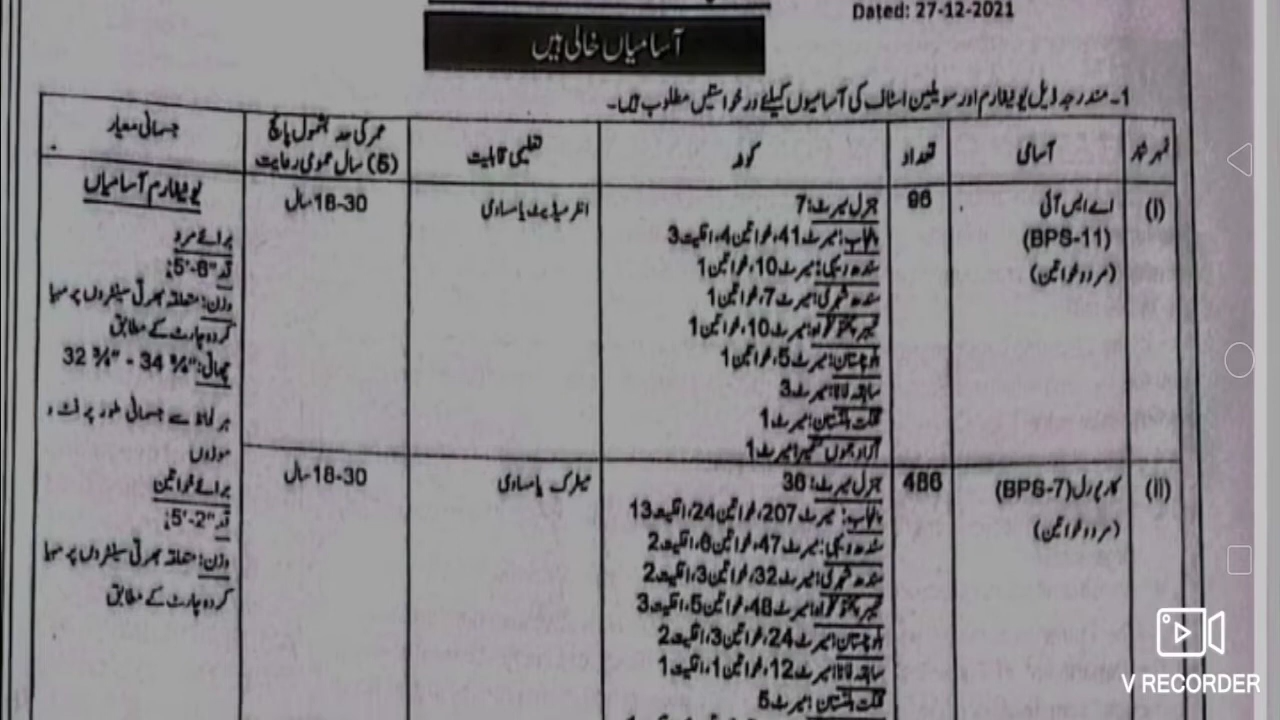 Dated: 27-12-2021
آسامیاں خالی ہیں
1۔ مندرجہ ذیل یونیفارم اور سویلین اسٹاف کی آسامیوں کیلئے درخواستیں مطلوب ہیں۔
نمبر شمار
آسامی
تعداد
کوٹہ
تعلیمی قابلیت
عمر کی حد بشمول پانچ
(5) سال عمومی رعایت
جسمانی معیار
(i)
اے ایس آئی
(BPS-11)
(مرد و خواتین)
96
جنرل میرٹ: 7
پنجاب: میرٹ 41، خواتین 4، اقلیت 3
سندھ دیہی: میرٹ 10، خواتین 1
سندھ شہری: میرٹ 7، خواتین 1
خیبر پختونخواہ: میرٹ 10، خواتین 1
بلوچستان: میرٹ 5، خواتین 1
سابقہ فاٹا: میرٹ 3
گلگت بلتستان: میرٹ 1
آزاد جموں کشمیر: میرٹ 1
انٹرمیڈیٹ یا مساوی
18-30 سال
یونیفارم آسامیاں
برائے مرد
قد: 5'-6"
وزن: متعلقہ بھرتی سینٹروں پر مہیا
کردہ چارٹ کے مطابق
چھاتی: 32 ¾" - 34 ¾"
ہر لحاظ سے جسمانی طور پر فٹ و
موزوں
برائے خواتین
قد: 5'-2"
وزن: متعلقہ بھرتی سینٹروں پر مہیا
کردہ چارٹ کے مطابق
(ii)
کارپورل (BPS-7)
(مرد و خواتین)
486
جنرل میرٹ: 36
پنجاب: میرٹ 207، خواتین 24، اقلیت 13
سندھ دیہی: میرٹ 47، خواتین 6، اقلیت 2
سندھ شہری: میرٹ 32، خواتین 3، اقلیت 2
خیبر پختونخواہ: میرٹ 48، خواتین 5، اقلیت 3
بلوچستان: میرٹ 24، خواتین 3، اقلیت 2
سابقہ فاٹا: میرٹ 12، خواتین 1، اقلیت 1
گلگت بلتستان: میرٹ 5
میٹرک یا مساوی
18-30 سال
V RECORDER